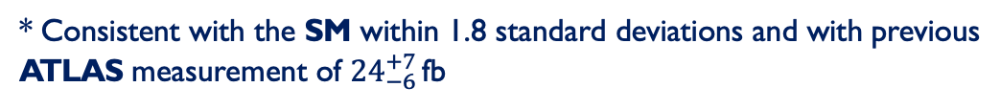 * Consistent with the SM within 1.8 standard deviations and with previous
ATLAS measurement of 24⁺⁷₋₆ fb